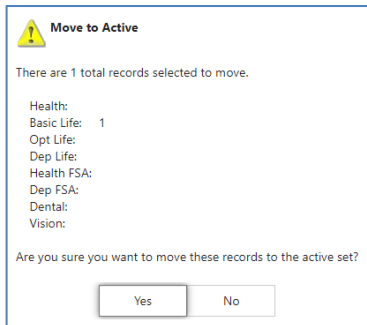 Move to Active
There are 1 total records selected to move.
Health:
Basic Life: 1
Opt Life:
Dep Life:
Health FSA:
Dep FSA:
Dental:
Vision:
Are you sure you want to move these records to the active set?
Yes No